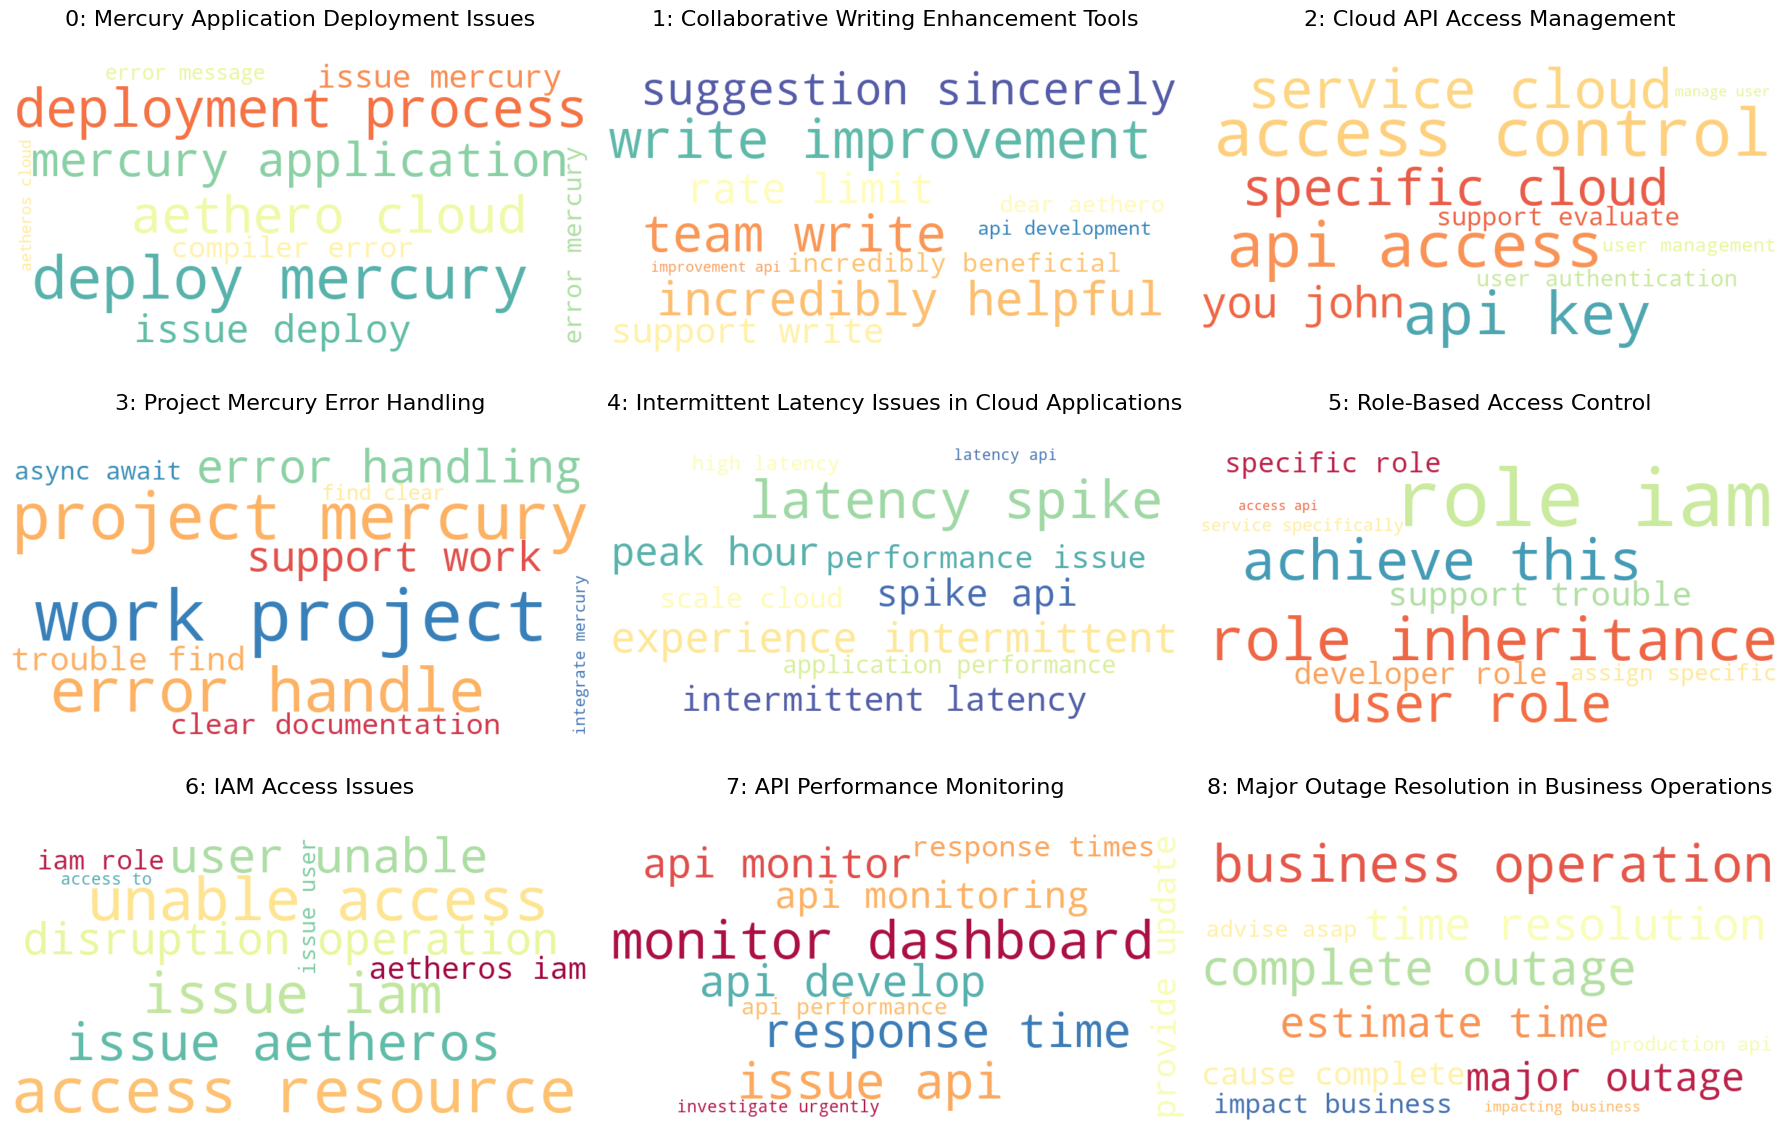 0: Mercury Application Deployment Issues
error message
issue mercury
deployment process
mercury application
aetheros cloud
aethero cloud
compiler error
error mercury
deploy mercury
issue deploy
1: Collaborative Writing Enhancement Tools
suggestion sincerely
write improvement
rate limit
dear aethero
team write
api development
improvement api
incredibly beneficial
incredibly helpful
support write
2: Cloud API Access Management
service cloud
manage user
access control
specific cloud
support evaluate
api access
user management
user authentication
you john
api key
3: Project Mercury Error Handling
async await
error handling
find clear
project mercury
support work
work project
integrate mercury
trouble find
error handle
clear documentation
4: Intermittent Latency Issues in Cloud Applications
latency api
high latency
latency spike
peak hour
performance issue
scale cloud
spike api
experience intermittent
application performance
intermittent latency
5: Role-Based Access Control
specific role
role iam
access api
service specifically
achieve this
support trouble
role inheritance
developer role
assign specific
user role
6: IAM Access Issues
iam role
user unable
access to
issue user
unable access
disruption operation
aetheros iam
issue iam
issue aetheros
access resource
7: API Performance Monitoring
response times
api monitor
api monitoring
provide update
monitor dashboard
api develop
api performance
response time
issue api
investigate urgently
8: Major Outage Resolution in Business Operations
business operation
advise asap
time resolution
complete outage
estimate time
production api
cause complete
major outage
impact business
impacting business